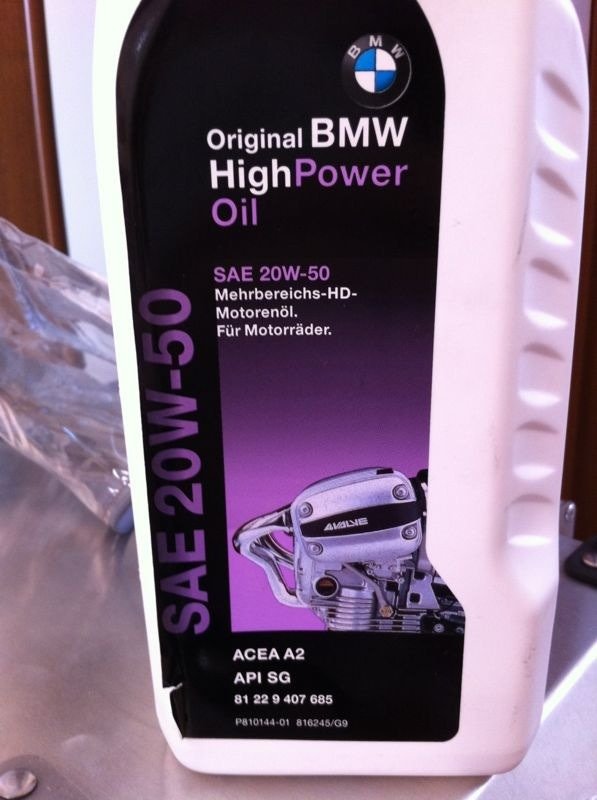 BMW
Original BMW
HighPower
Oil
SAE 20W-50
Mehrbereichs-HD-
Motorenöl.
Für Motorräder.
SAE 20W-50
4VALVE
ACEA A2
API SG
81 22 9 407 685
P810144-01 816245/G9